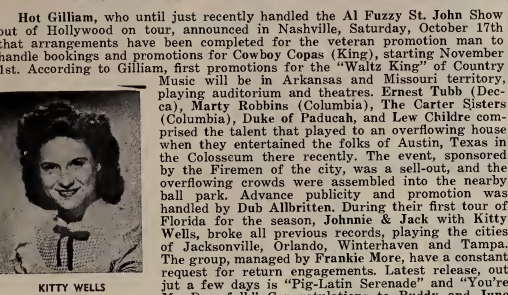 Hot Gilliam, who until just recently handled the Al Fuzzy St. John Show
out of Hollywood on tour, announced in Nashville, Saturday, October 17th
that arrangements have been completed for the veteran promotion man to
handle bookings and promotions for Cowboy Copas (King), starting November
1st. According to Gilliam, first promotions for the "Waltz King" of Country
Music will be in Arkansas and Missouri territory,
playing auditorium and theatres. Ernest Tubb (Dec-
ca), Marty Robbins (Columbia), The Carter Sisters
(Columbia), Duke of Paducah, and Lew Childre com-
prised the talent that played to an overflowing house
when they entertained the folks of Austin, Texas in
the Colosseum there recently. The event, sponsored
by the Firemen of the city, was a sell-out, and the
overflowing crowds were assembled into the nearby
ball park. Advance publicity and promotion was
handled by Dub Allbritten. During their first tour of
Florida for the season, Johnnie & Jack with Kitty
Wells, broke all previous records, playing the cities
of Jacksonville, Orlando, Winterhaven and Tampa.
The group, managed by Frankie More, have a constant
request for return engagements. Latest release, out
jut a few days is "Pig-Latin Serenade" and "You're
to Buddy and June
KITTY WELLS